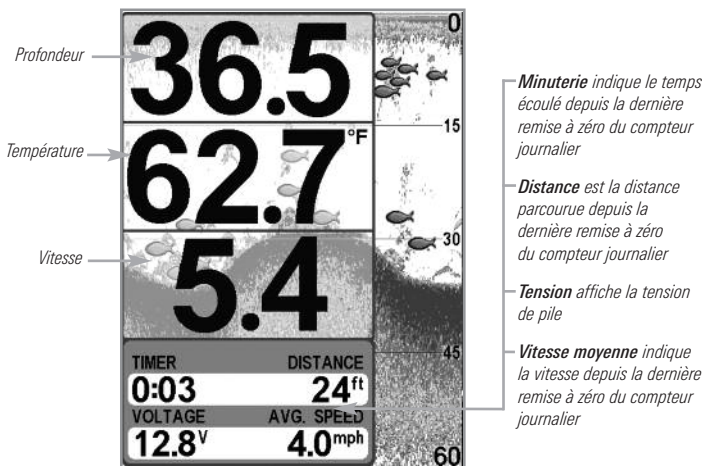 Profondeur
36.5
0
Température
62.7°F
15
Vitesse
5.4
30
45
TIMER DISTANCE
0:03 24ft
VOLTAGE AVG. SPEED
12.8V 4.0mph
60
Minuterie indique le temps
écoulé depuis la dernière
remise à zéro du compteur
journalier
Distance est la distance
parcourue depuis la
dernière remise à zéro
du compteur journalier
Tension affiche la tension
de pile
Vitesse moyenne indique
la vitesse depuis la dernière
remise à zéro du compteur
journalier